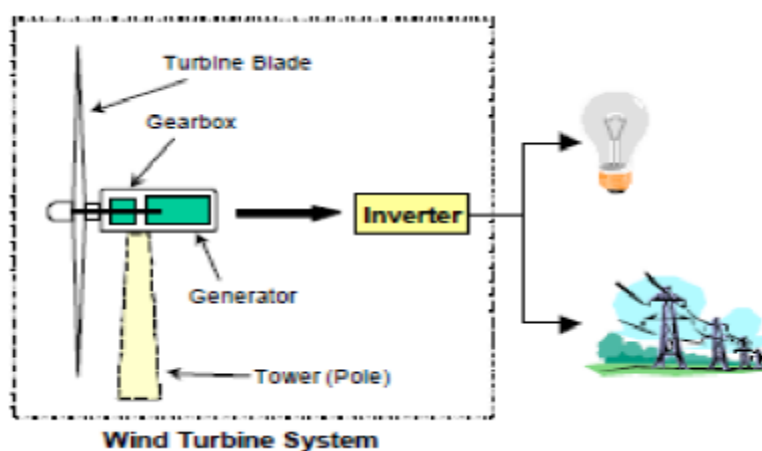 Turbine Blade
Gearbox
Inverter
Generator
Tower (Pole)
Wind Turbine System